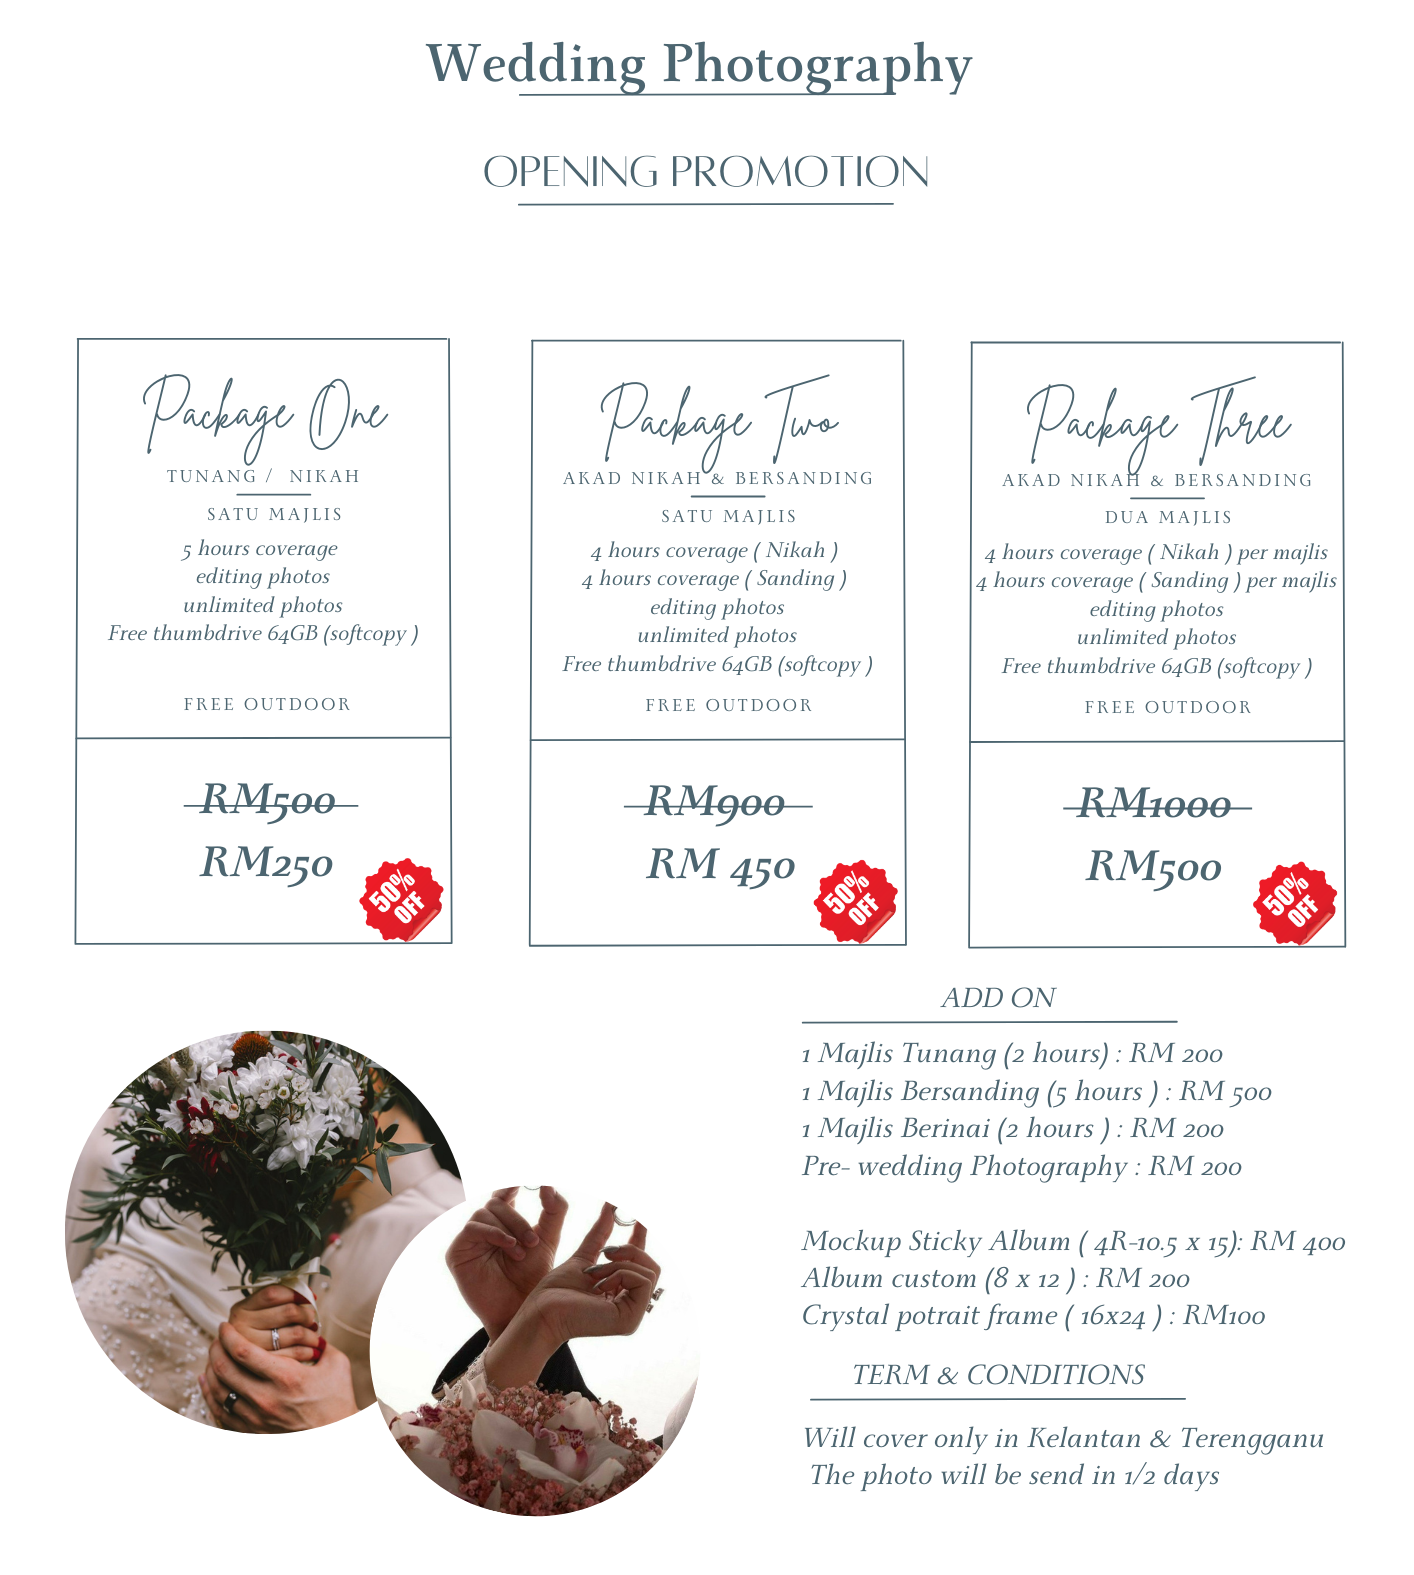 Wedding Photography
OPENING PROMOTION
Package One
TUNANG / NIKAH
SATU MAJLIS
5 hours coverage
editing photos
unlimited photos
Free thumbdrive 64GB (softcopy )
FREE OUTDOOR
RM500
RM250
50%
OFF
Package Two
AKAD NIKAH & BERSANDING
SATU MAJLIS
4 hours coverage ( Nikah )
4 hours coverage ( Sanding )
editing photos
unlimited photos
Free thumbdrive 64GB (softcopy )
FREE OUTDOOR
RM900
RM 450
50%
OFF
Package Three
AKAD NIKAH & BERSANDING
DUA MAJLIS
4 hours coverage ( Nikah ) per majlis
4 hours coverage ( Sanding ) per majlis
editing photos
unlimited photos
Free thumbdrive 64GB (softcopy )
FREE OUTDOOR
RM1000
RM500
50%
OFF
ADD ON
1 Majlis Tunang (2 hours) : RM 200
1 Majlis Bersanding (5 hours ) : RM 500
1 Majlis Berinai (2 hours ) : RM 200
Pre- wedding Photography : RM 200
Mockup Sticky Album ( 4R-10.5 x 15): RM 400
Album custom (8 x 12 ) : RM 200
Crystal potrait frame ( 16x24 ) : RM100
TERM & CONDITIONS
Will cover only in Kelantan & Terengganu
The photo will be send in 1/2 days